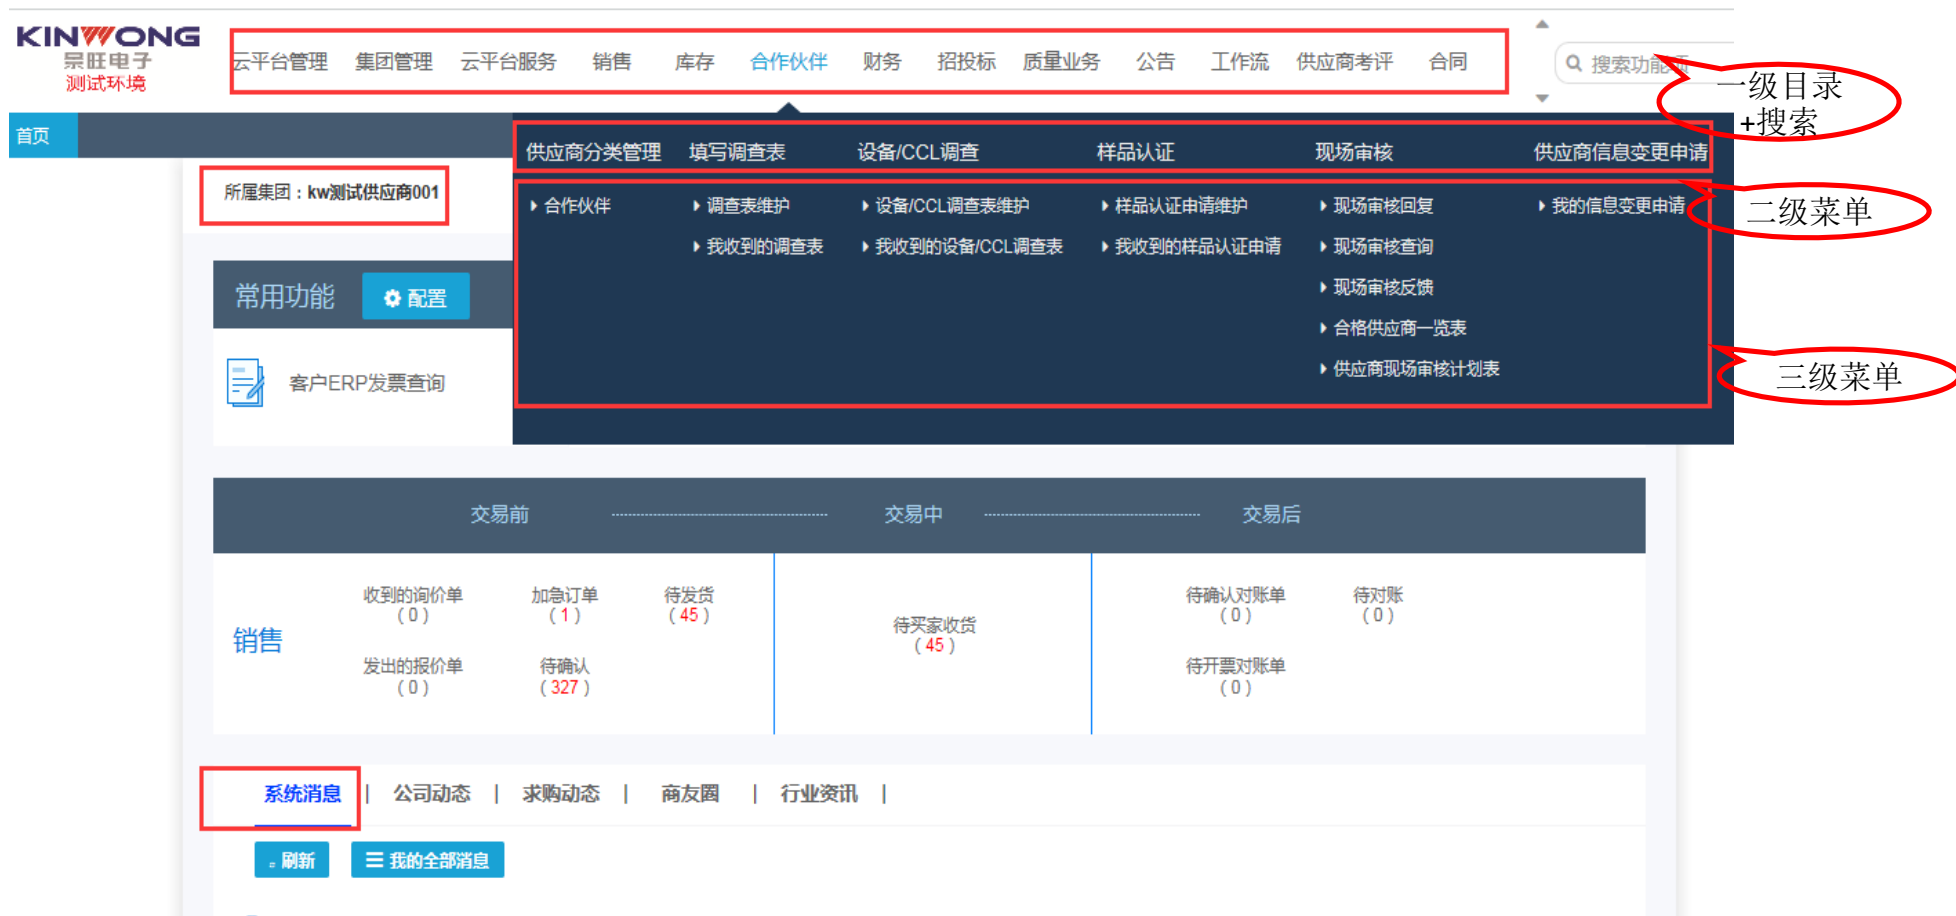 KINWONG
景旺电子
测试环境
云平台管理 集团管理 云平台服务 销售 库存 合作伙伴 财务 招投标 质量业务 公告 工作流 供应商考评 合同
搜索功能项
一级目录
+搜索
首页
供应商分类管理 填写调查表 设备/CCL调查 样品认证 现场审核 供应商信息变更申请
所属集团：kw测试供应商001
合作伙伴 调查表维护 设备/CCL调查表维护 样品认证申请维护 现场审核回复 我的信息变更申请
二级菜单
我收到的调查表 我收到的设备/CCL调查表 我收到的样品认证申请 现场审核查询
常用功能 配置
现场审核反馈
合格供应商一览表
供应商现场审核计划表
三级菜单
客户ERP发票查询
交易前 交易中 交易后
收到的询价单 加急订单 待发货 待确认对账单 待对账
（0） （1） （45） （0） （0）
待买家收货
（45）
销售
发出的报价单 待确认 待开票对账单
（0） （327） （0）
系统消息 | 公司动态 | 求购动态 | 商友圈 | 行业资讯 |
刷新 我的全部消息